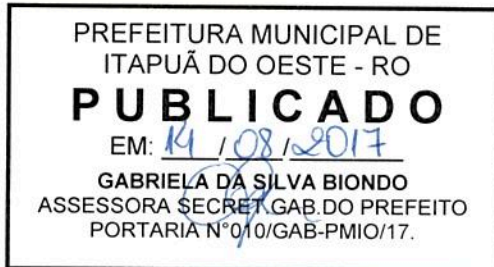 PREFEITURA MUNICIPAL DE
ITAPUÃ DO OESTE - RO
PUBLICADO
EM: 14 / 08 / 2017
GABRIELA DA SILVA BIONDO
ASSESSORA SECRET.GAB.DO PREFEITO
PORTARIA N°010/GAB-PMIO/17.